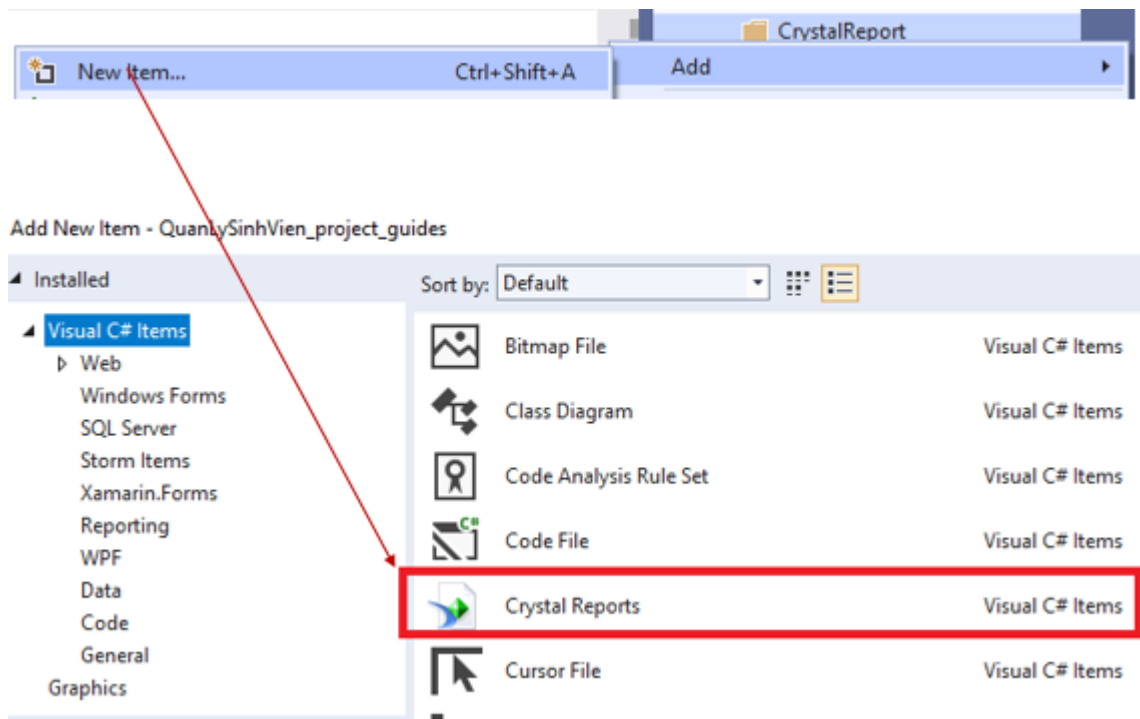 CrystalReport
New Item... Ctrl+Shift+A Add
Add New Item - QuanLySinhVien_project_guides
Installed
Sort by: Default
Visual C# Items
Web
Windows Forms
SQL Server
Storm Items
Xamarin.Forms
Reporting
WPF
Data
Code
General
Graphics
Bitmap File Visual C# Items
Class Diagram Visual C# Items
Code Analysis Rule Set Visual C# Items
C# Code File Visual C# Items
Crystal Reports Visual C# Items
Cursor File Visual C# Items